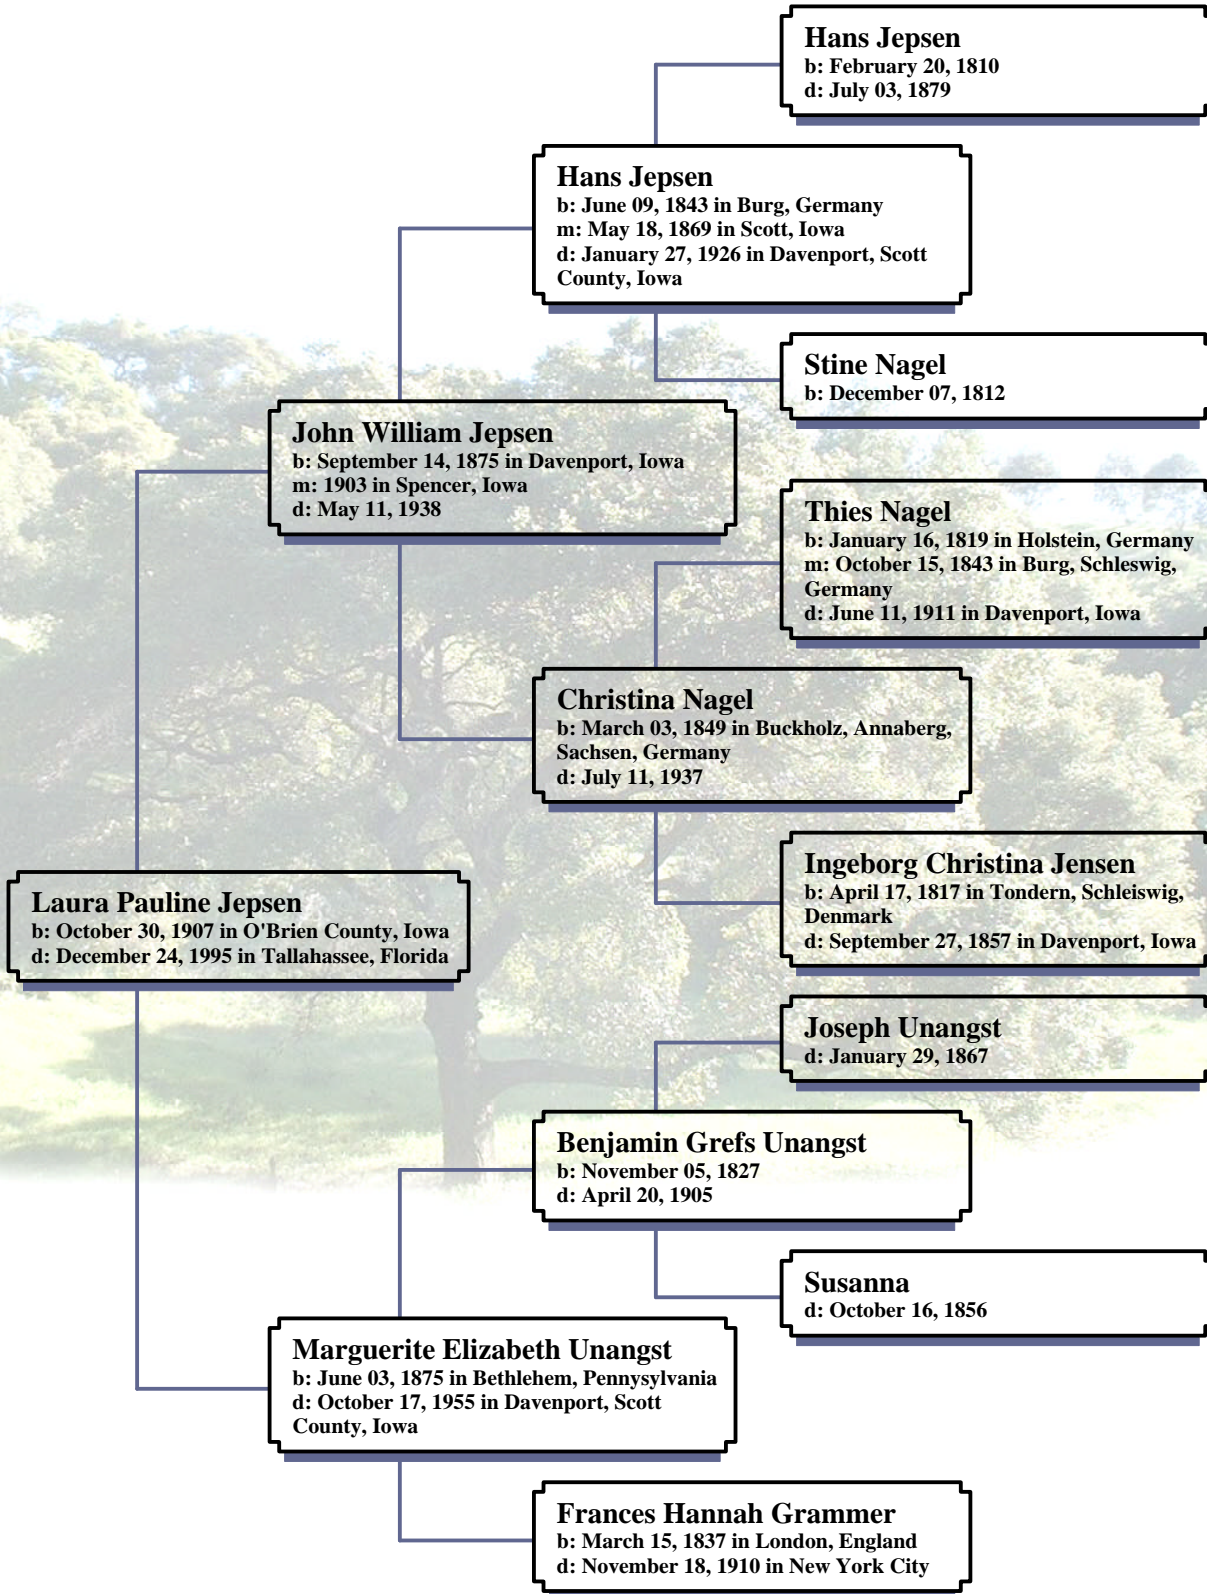 Hans Jepsen
b: February 20, 1810
d: July 03, 1879
Hans Jepsen
b: June 09, 1843 in Burg, Germany
m: May 18, 1869 in Scott, Iowa
d: January 27, 1926 in Davenport, Scott
County, Iowa
Stine Nagel
b: December 07, 1812
John William Jepsen
b: September 14, 1875 in Davenport, Iowa
m: 1903 in Spencer, Iowa
d: May 11, 1938
Thies Nagel
b: January 16, 1819 in Holstein, Germany
m: October 15, 1843 in Burg, Schleswig,
Germany
d: June 11, 1911 in Davenport, Iowa
Christina Nagel
b: March 03, 1849 in Buckholz, Annaberg,
Sachsen, Germany
d: July 11, 1937
Ingeborg Christina Jensen
b: April 17, 1817 in Tondern, Schleiswig,
Denmark
d: September 27, 1857 in Davenport, Iowa
Laura Pauline Jepsen
b: October 30, 1907 in O'Brien County, Iowa
d: December 24, 1995 in Tallahassee, Florida
Joseph Unangst
d: January 29, 1867
Benjamin Grefs Unangst
b: November 05, 1827
d: April 20, 1905
Susanna
d: October 16, 1856
Marguerite Elizabeth Unangst
b: June 03, 1875 in Bethlehem, Pennysylvania
d: October 17, 1955 in Davenport, Scott
County, Iowa
Frances Hannah Grammer
b: March 15, 1837 in London, England
d: November 18, 1910 in New York City